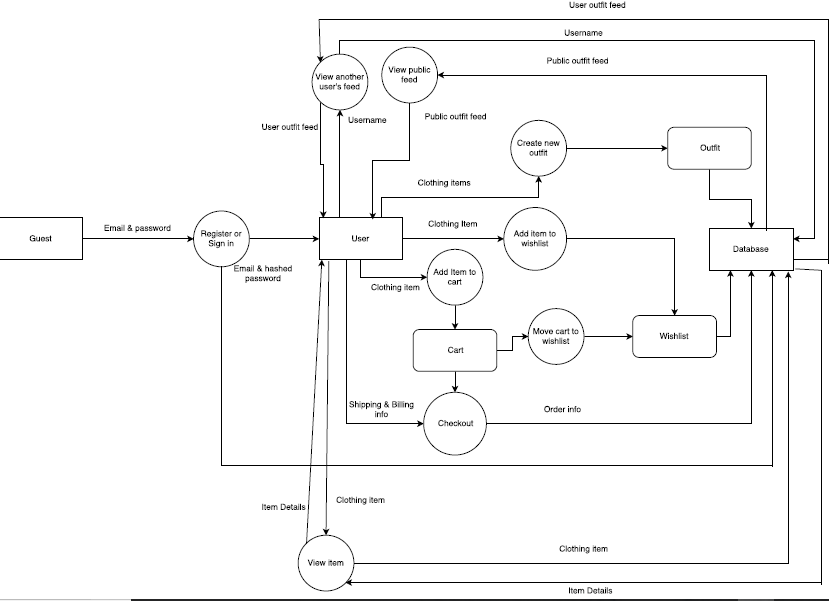 User outfit feed
Username
View another
user's feed
View public
feed
Public outfit feed
User outfit feed
Username
Public outfit feed
Create new
outfit
Outfit
Clothing items
Guest
Email & password
Register or
Sign in
User
Clothing Item
Add item to
wishlist
Database
Email & hashed
password
Clothing item
Add Item to
cart
Cart
Move cart to
wishlist
Wishlist
Shipping & Billing
info
Checkout
Order info
Item Details
Clothing item
View item
Clothing item
Item Details